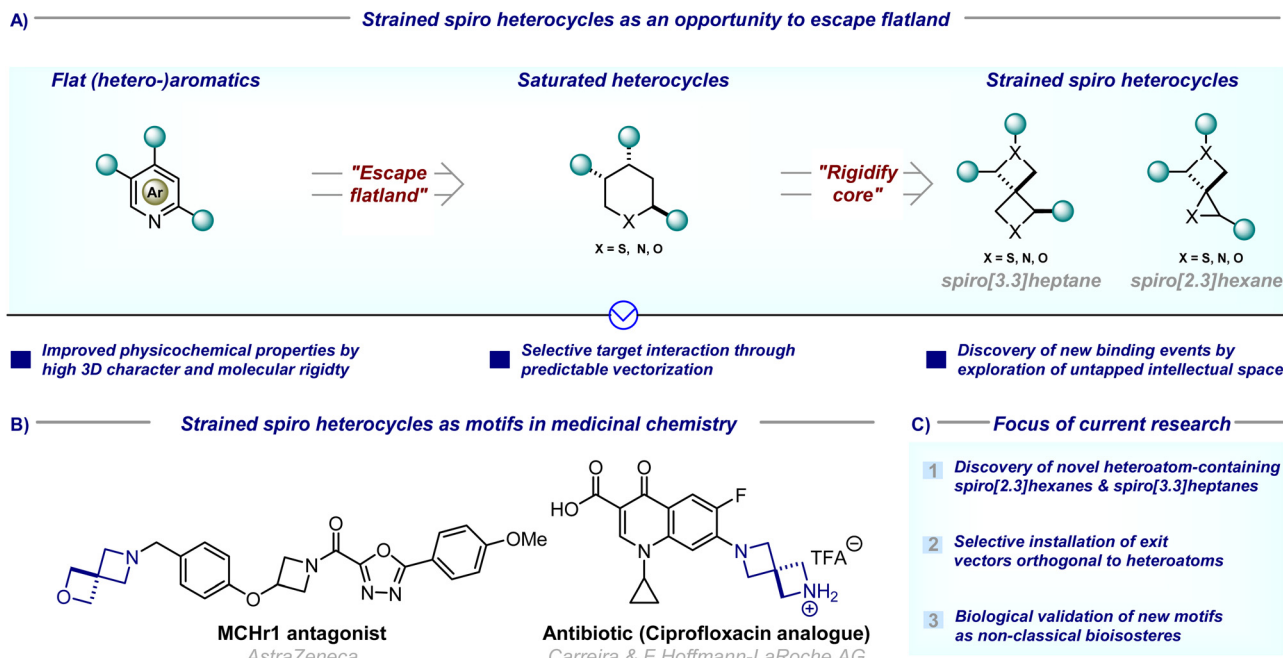 A) Strained spiro heterocycles as an opportunity to escape flatland
Flat (hetero-)aromatics
Saturated heterocycles
Strained spiro heterocycles
Ar
N
"Escape
flatland"
X
X = S, N, O
"Rigidify
core"
X
X
X = S, N, O
spiro[3.3]heptane
X
X
X = S, N, O
spiro[2.3]hexane
Improved physicochemical properties by
high 3D character and molecular rigidty
Selective target interaction through
predictable vectorization
Discovery of new binding events by
exploration of untapped intellectual space
B) Strained spiro heterocycles as motifs in medicinal chemistry
O
N
O
N
O
O
N
N
OMe
MCHr1 antagonist
AstraZeneca
O
HO
O
F
N
N
NH2
⊕
TFA⊖
Antibiotic (Ciprofloxacin analogue)
Carreira & F. Hoffmann-LaRoche AG
C) Focus of current research
1 Discovery of novel heteroatom-containing
spiro[2.3]hexanes & spiro[3.3]heptanes
2 Selective installation of exit
vectors orthogonal to heteroatoms
3 Biological validation of new motifs
as non-classical bioisosteres